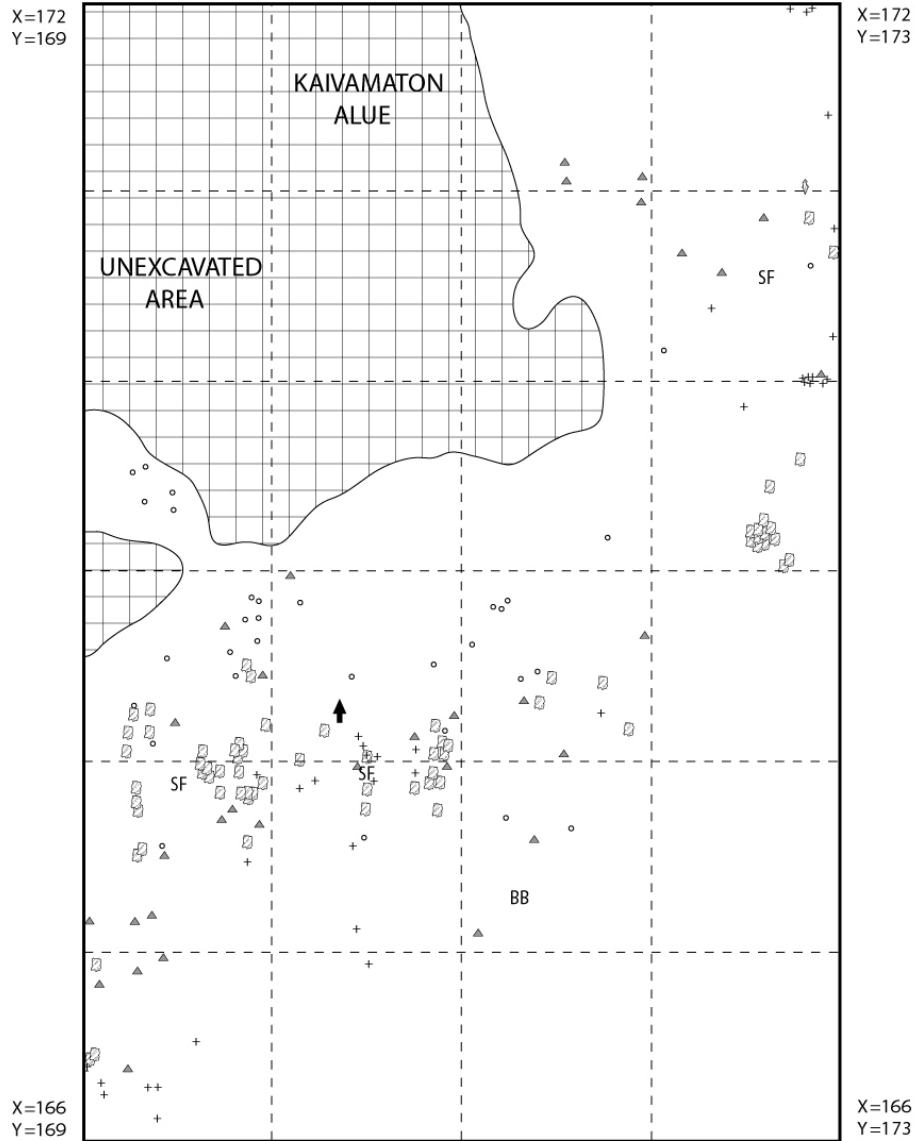 X=172
Y=169
X=172
Y=173
KAIVAMATON
ALUE
UNEXCAVATED
AREA
SF
SF
SF
BB
X=166
Y=169
X=166
Y=173